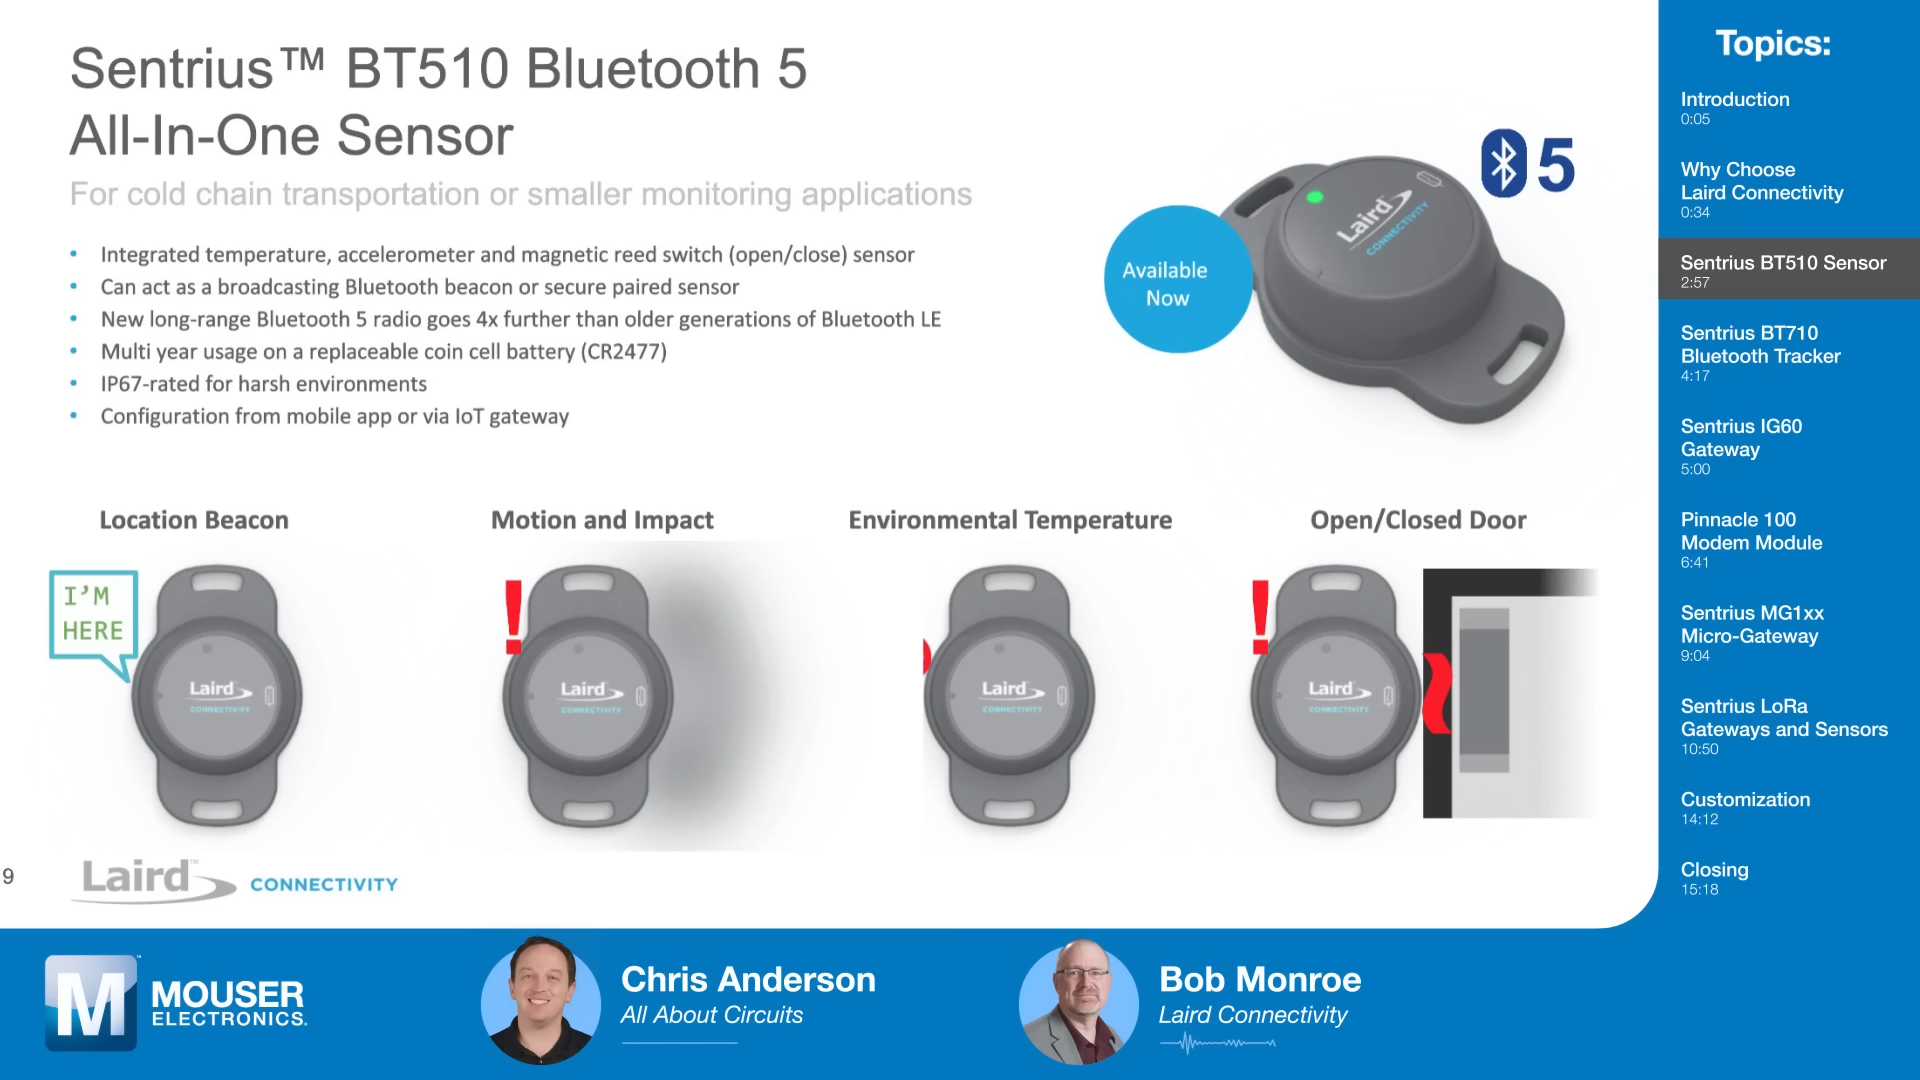 Sentrius™ BT510 Bluetooth 5
All-In-One Sensor
For cold chain transportation or smaller monitoring applications
• Integrated temperature, accelerometer and magnetic reed switch (open/close) sensor
• Can act as a broadcasting Bluetooth beacon or secure paired sensor
• New long-range Bluetooth 5 radio goes 4x further than older generations of Bluetooth LE
• Multi year usage on a replaceable coin cell battery (CR2477)
• IP67-rated for harsh environments
• Configuration from mobile app or via IoT gateway
Available
Now
Laird
CONNECTIVITY
5
Location Beacon
Motion and Impact
Environmental Temperature
Open/Closed Door
I'M
HERE
Laird
CONNECTIVITY
!
Laird
CONNECTIVITY
Laird
CONNECTIVITY
!
Laird
CONNECTIVITY
9
Laird™ CONNECTIVITY
Topics:
Introduction
0:05
Why Choose
Laird Connectivity
0:34
Sentrius BT510 Sensor
2:57
Sentrius BT710
Bluetooth Tracker
4:17
Sentrius IG60
Gateway
5:00
Pinnacle 100
Modem Module
6:41
Sentrius MG1xx
Micro-Gateway
9:04
Sentrius LoRa
Gateways and Sensors
10:50
Customization
14:12
Closing
15:18
M™
MOUSER
ELECTRONICS.
Chris Anderson
All About Circuits
Bob Monroe
Laird Connectivity